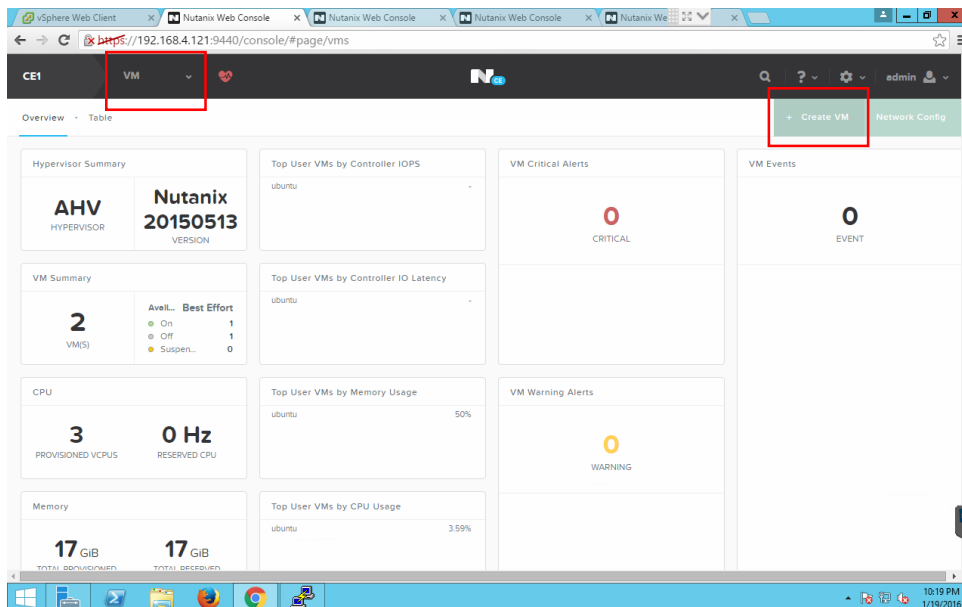 vSphere Web Client
Nutanix Web Console
Nutanix Web Console
Nutanix Web Console
Nutanix We
https://192.168.4.121:9440/console/#page/vms
CE1
VM
N CE
?
admin
Overview · Table
+ Create VM
Network Config
Hypervisor Summary
AHV
HYPERVISOR
Nutanix
20150513
VERSION
Top User VMs by Controller IOPS
ubuntu -
VM Critical Alerts
0
CRITICAL
VM Events
0
EVENT
VM Summary
2
VM(S)
Avail... Best Effort
On 1
Off 1
Suspen... 0
Top User VMs by Controller IO Latency
ubuntu -
CPU
3
PROVISIONED VCPUS
0 Hz
RESERVED CPU
Top User VMs by Memory Usage
ubuntu 50%
VM Warning Alerts
0
WARNING
Memory
17 GiB
TOTAL PROVISIONED
17 GiB
TOTAL RESERVED
Top User VMs by CPU Usage
ubuntu 3.59%
10:19 PM
1/19/2016